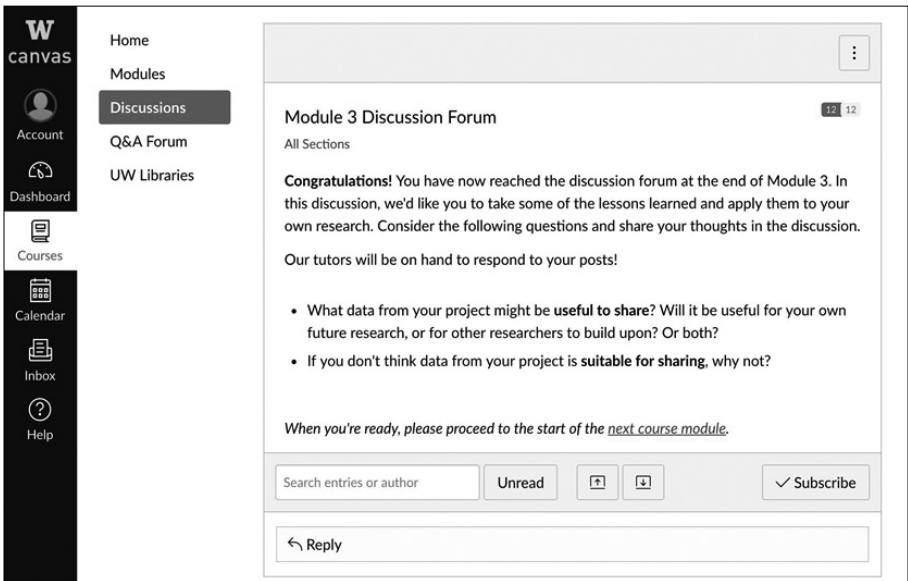 W
canvas
Account
Dashboard
Courses
Calendar
Inbox
Help
Home
Modules
Discussions
Q&A Forum
UW Libraries
Module 3 Discussion Forum
12 12
All Sections
Congratulations! You have now reached the discussion forum at the end of Module 3. In
this discussion, we'd like you to take some of the lessons learned and apply them to your
own research. Consider the following questions and share your thoughts in the discussion.
Our tutors will be on hand to respond to your posts!
• What data from your project might be useful to share? Will it be useful for your own
future research, or for other researchers to build upon? Or both?
• If you don't think data from your project is suitable for sharing, why not?
When you're ready, please proceed to the start of the next course module.
Search entries or author
Unread
Subscribe
Reply